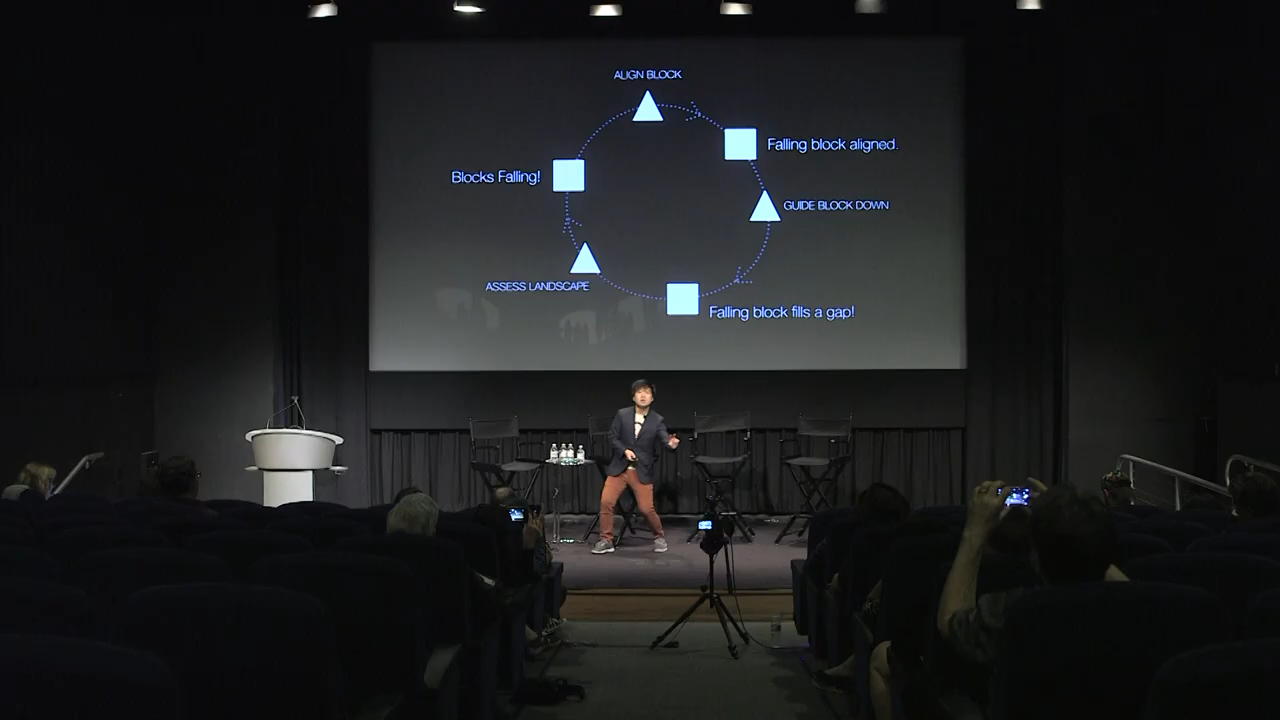 ALIGN BLOCK
Falling block aligned.
Blocks Falling!
GUIDE BLOCK DOWN
ASSESS LANDSCAPE
Falling block fills a gap!